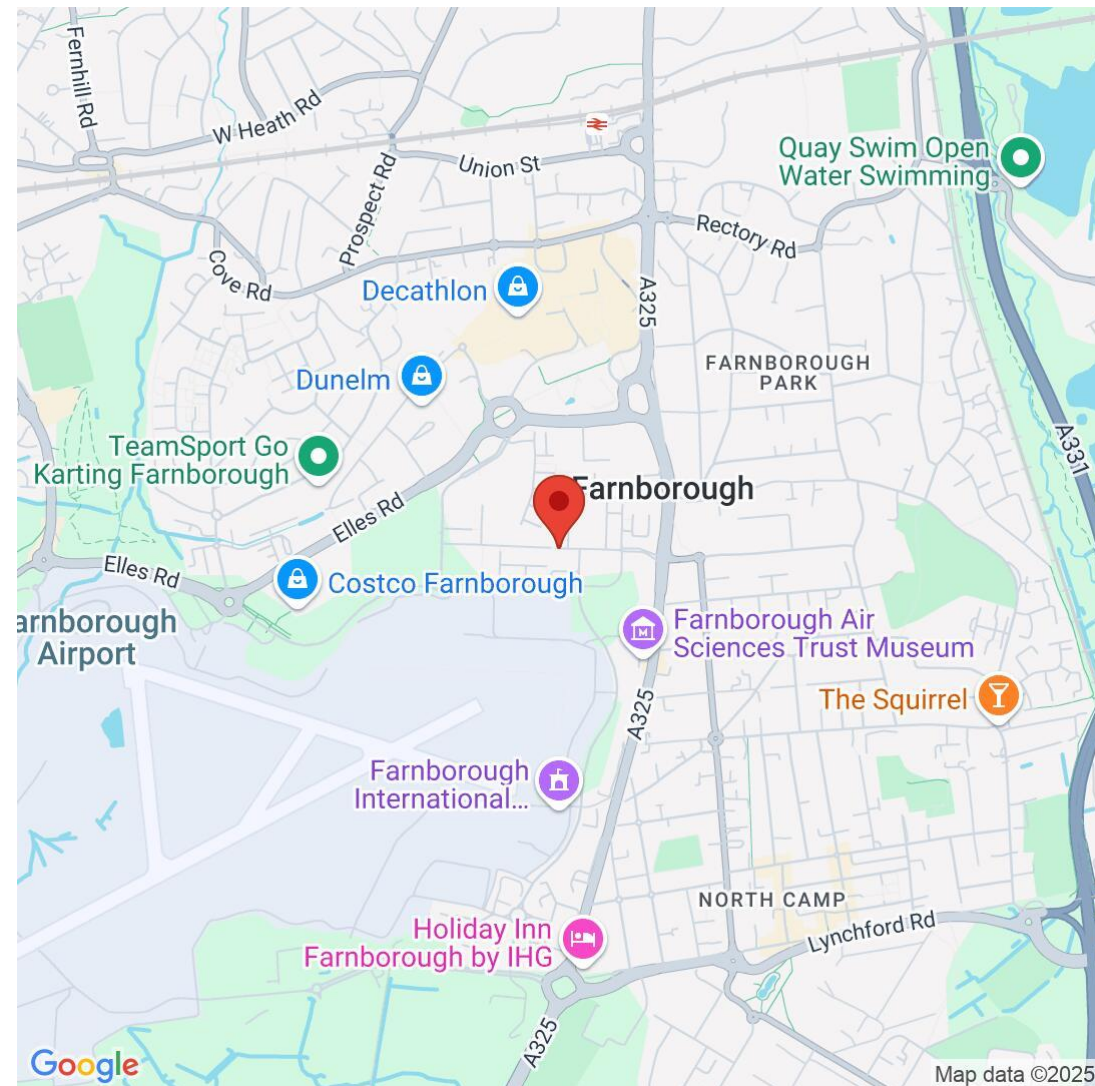 Fernhill Rd
W Heath Rd
Union St
Prospect Rd
Quay Swim Open
Water Swimming
Rectory Rd
Cove Rd
Decathlon
A325
FARNBOROUGH
PARK
Dunelm
TeamSport Go
Karting Farnborough
A331
Farnborough
Elles Rd
Elles Rd
Costco Farnborough
arnborough
Airport
Farnborough Air
Sciences Trust Museum
The Squirrel
A325
Farnborough
International...
NORTH CAMP
Lynchford Rd
Holiday Inn
Farnborough by IHG
A325
Google
Map data ©2025